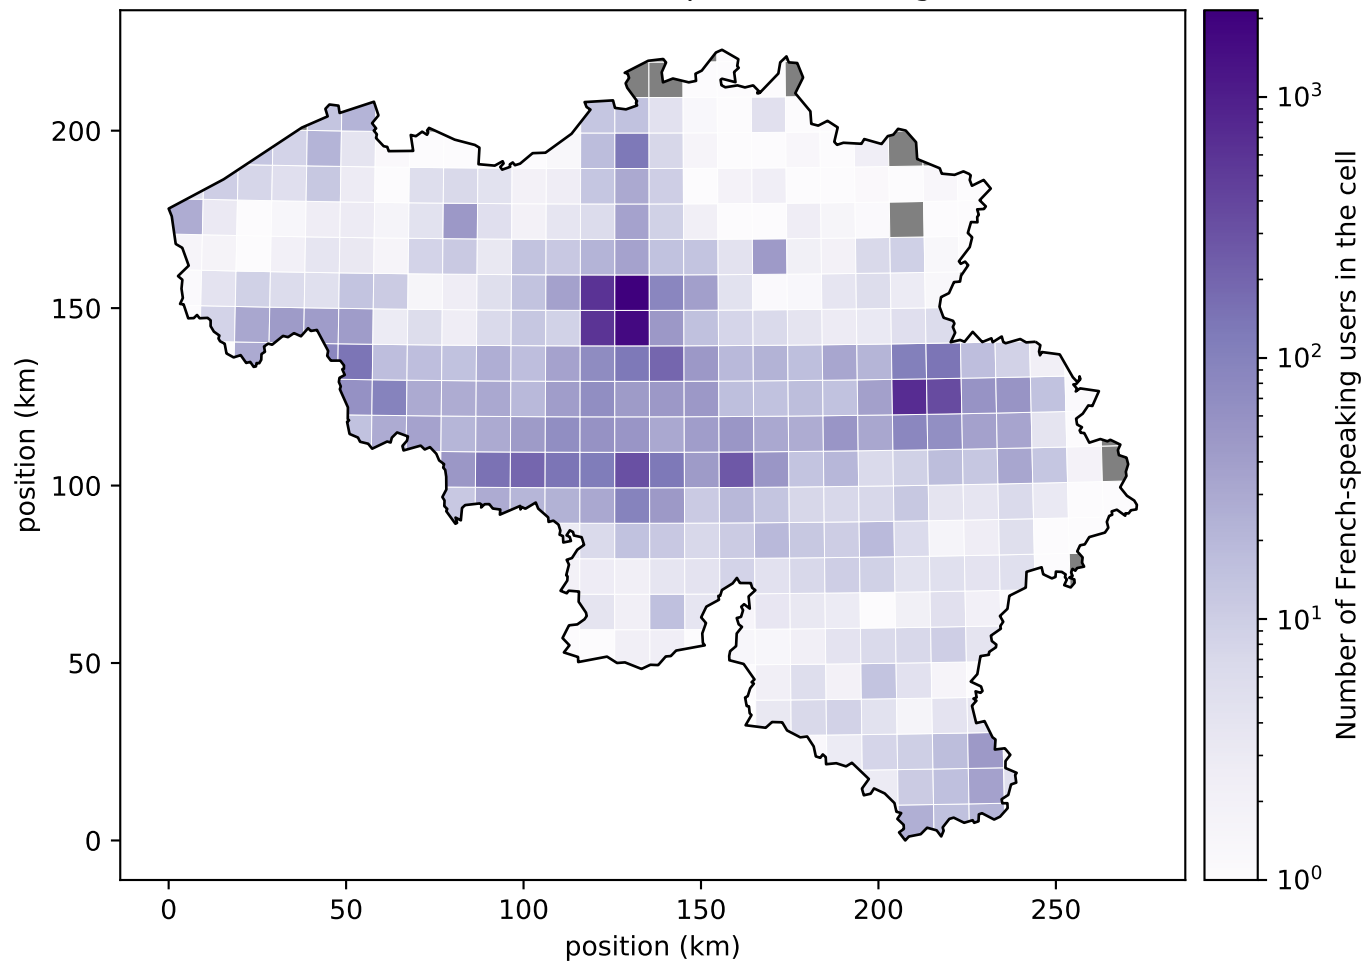 200
150
100
50
0
position (km)
0 50 100 150 200 250
position (km)
10³
10²
10¹
10⁰
Number of French-speaking users in the cell